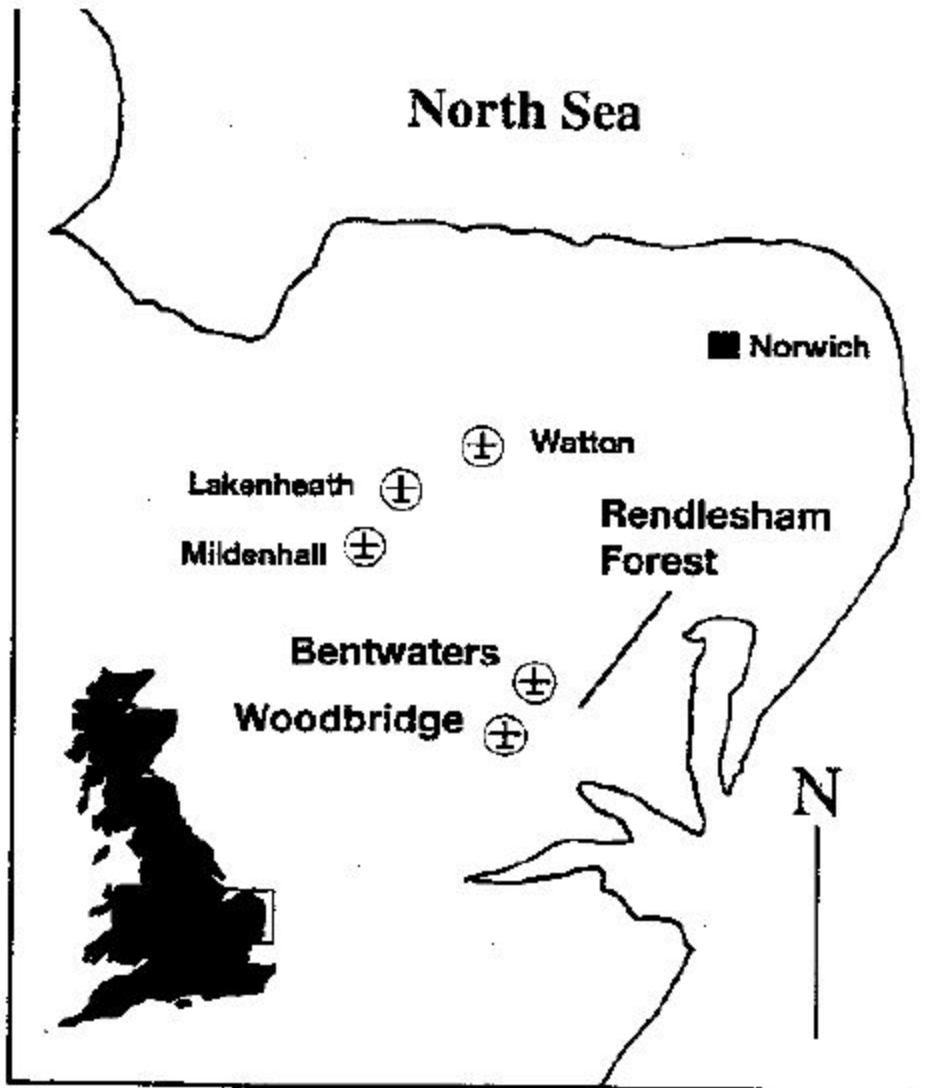 North Sea
Norwich
Watton
Lakenheath
Mildenhall
Rendlesham
Forest
Bentwaters
Woodbridge
N